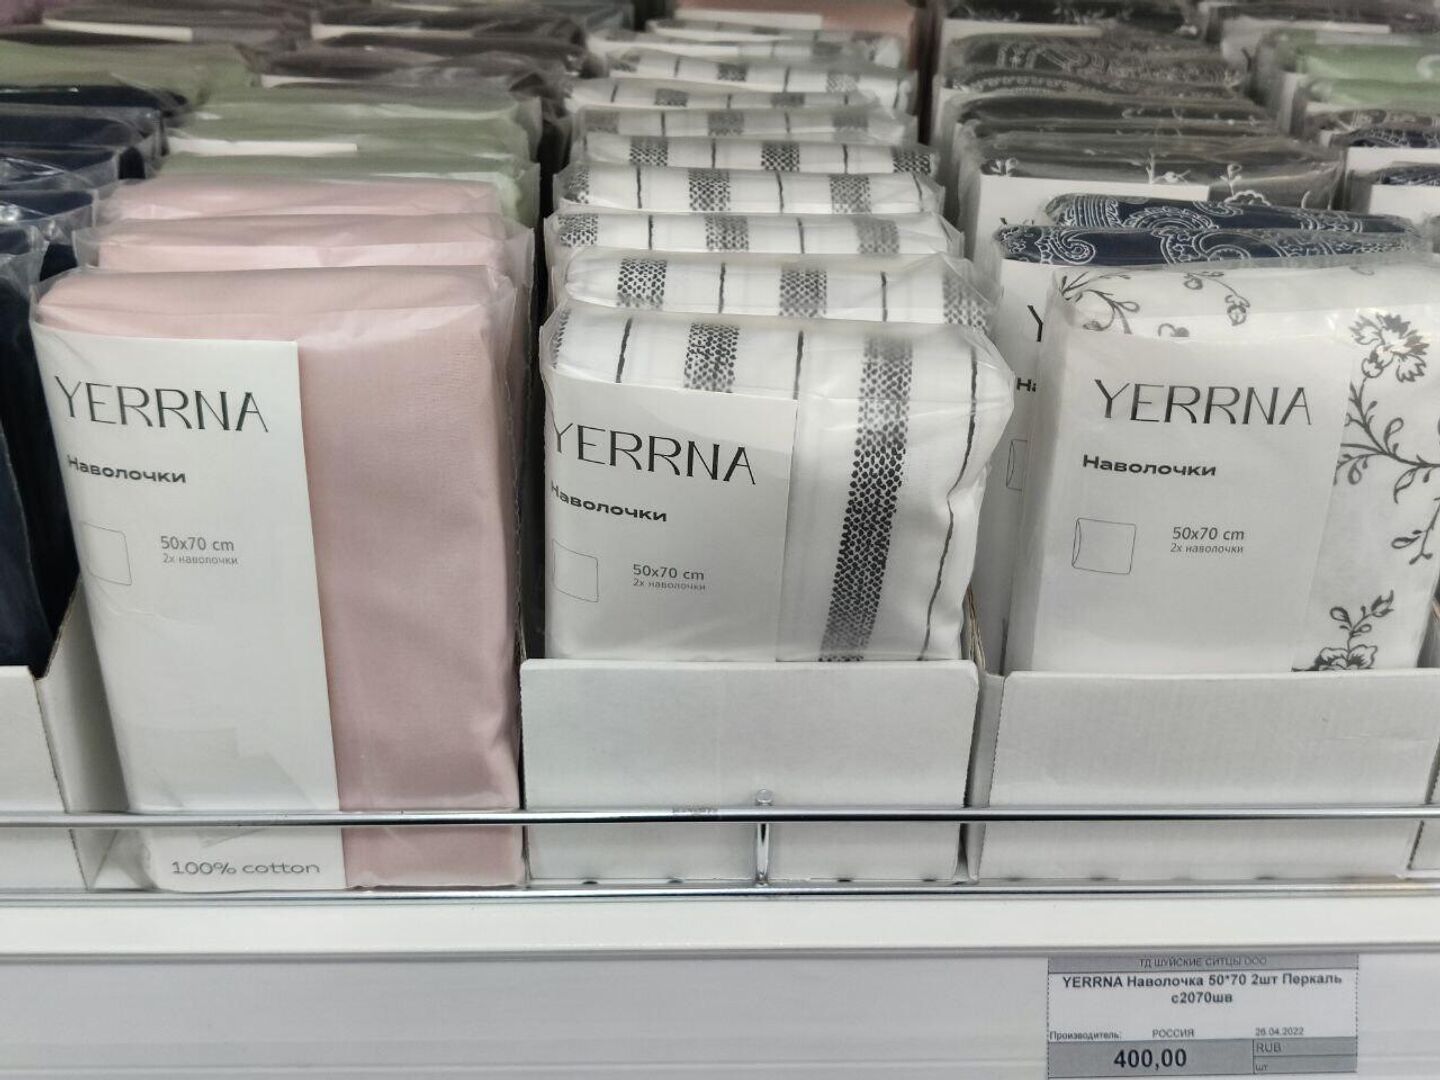 YERRNA
Наволочки
50x70 cm
2x наволочки
100% cotton
YERRNA
Наволочки
50x70 cm
2x наволочки
YERRNA
Наволочки
50x70 cm
2x наволочки
ТД ШУЙСКИЕ СИТЦЫ ООО
YERRNA Наволочка 50*70 2шт Перкаль
с2070шв
Производитель: РОССИЯ 26.04.2022
400,00 RUB
шт